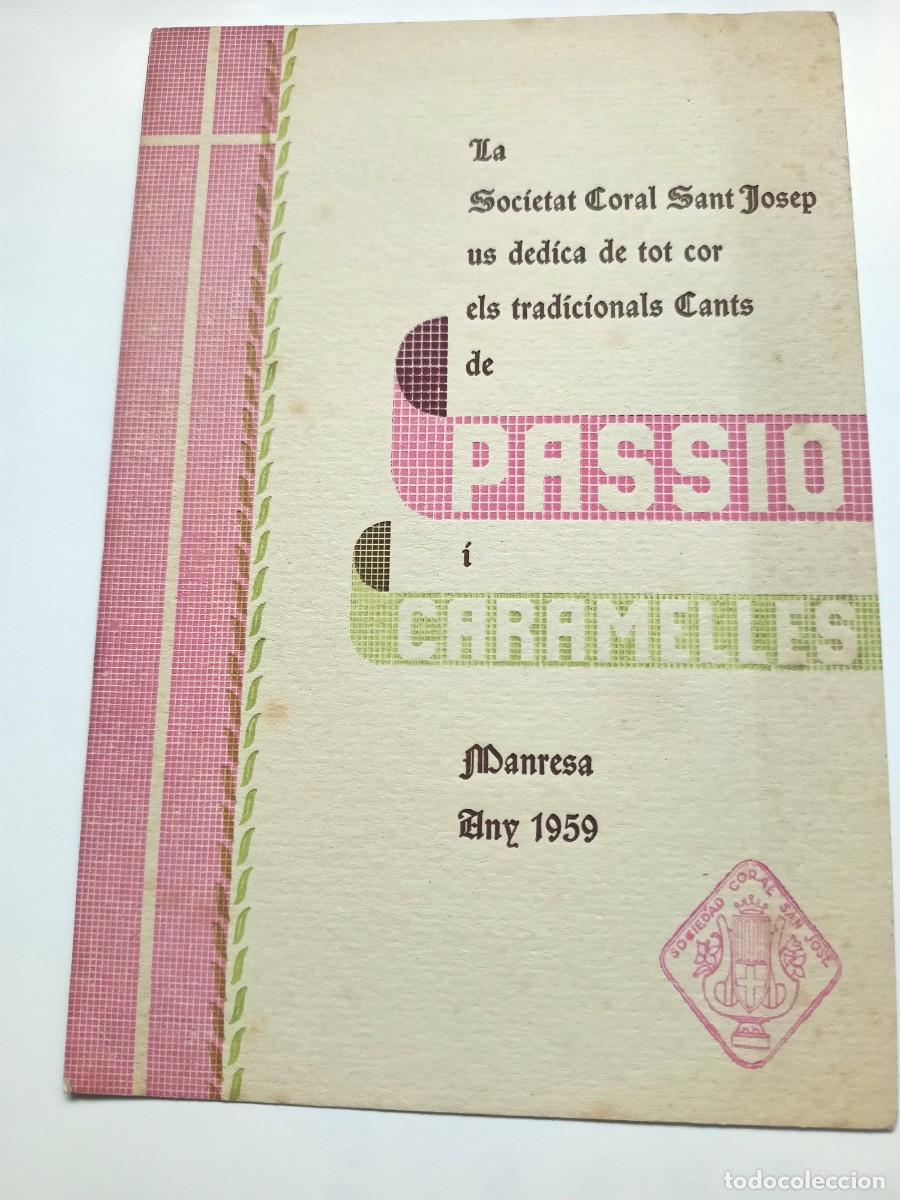 La
Societat Coral Sant Josep
us dedica de tot cor
els tradicionals Cants
de
PASSIO
i
CARAMELLES
Manresa
Any 1959
SOCIEDAD CORAL SAN JOSE
todocoleccion